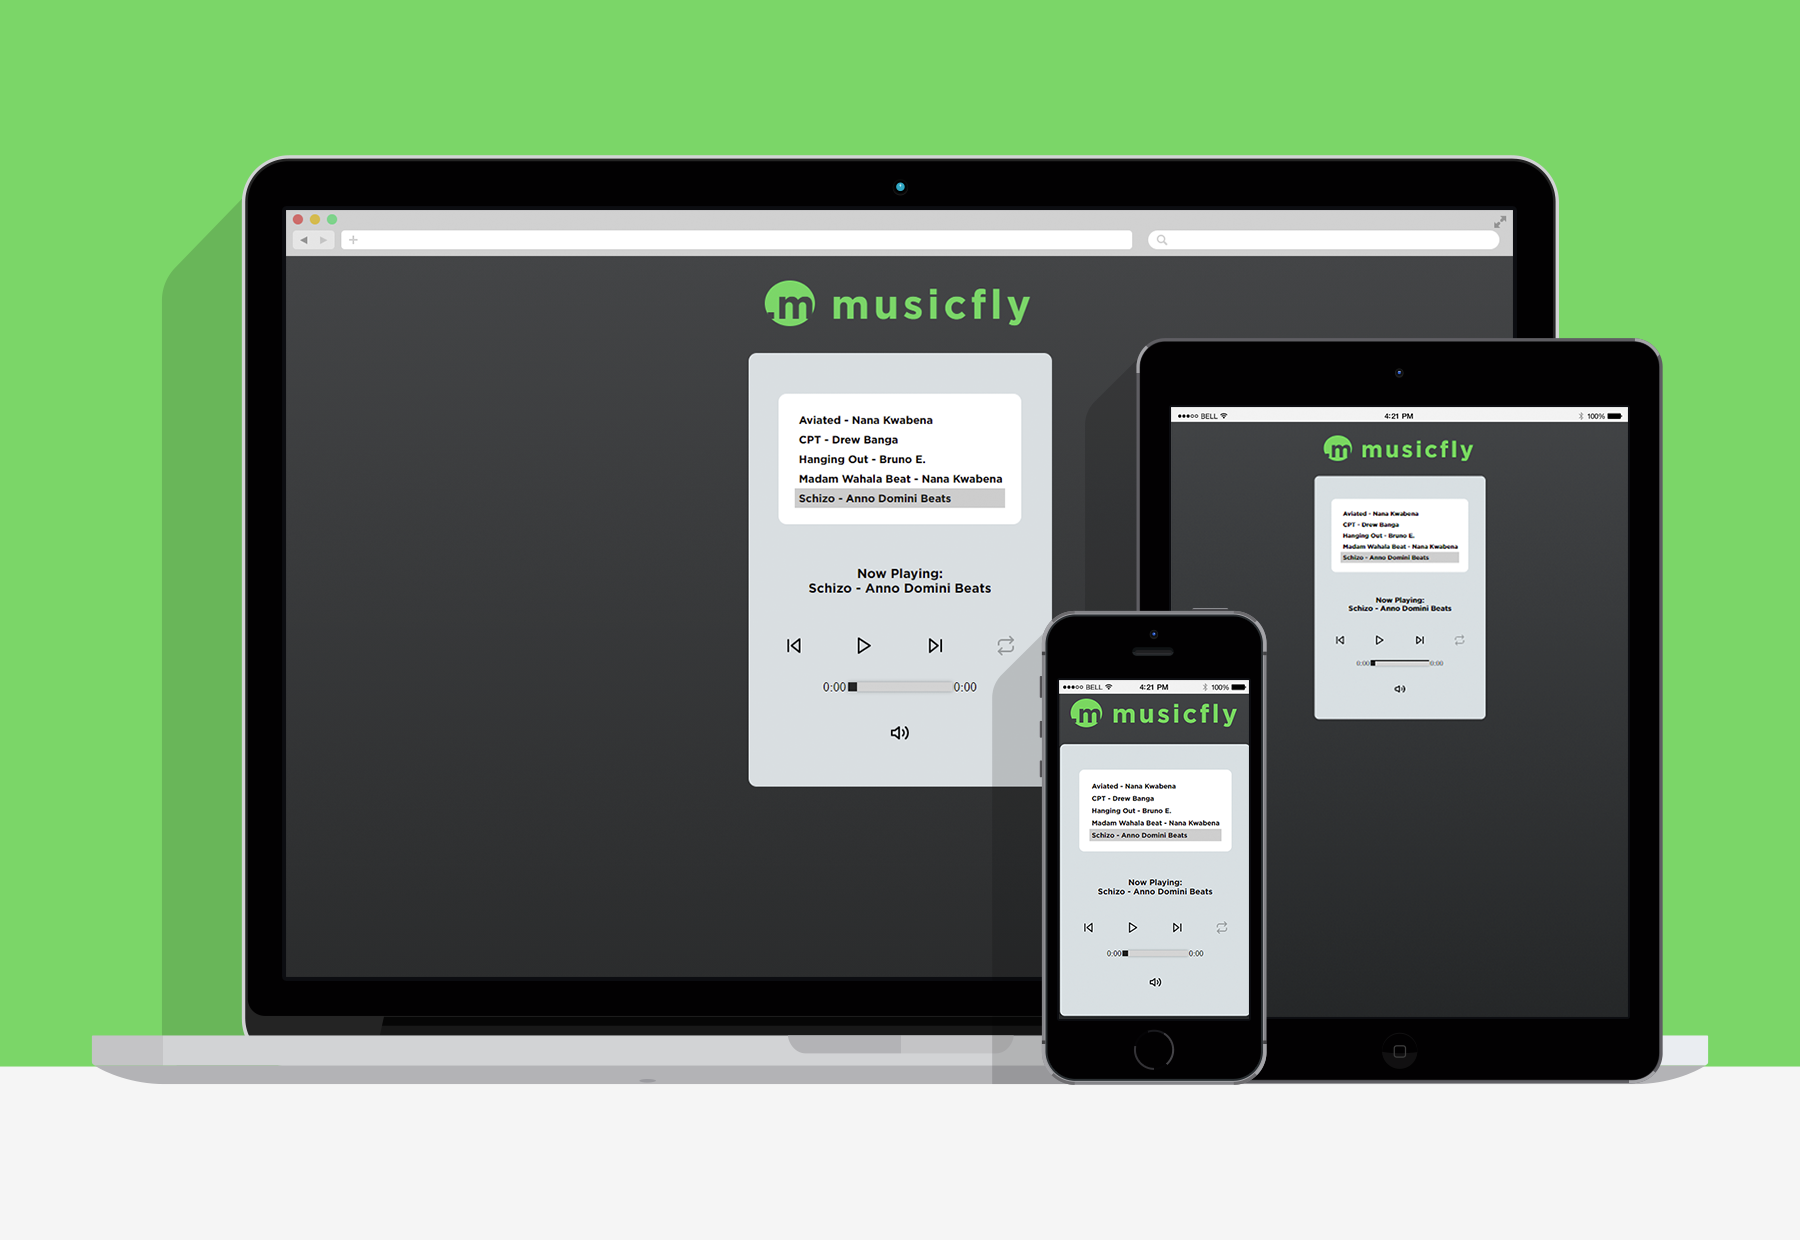 m musicfly
Aviated - Nana Kwabena
CPT - Drew Banga
Hanging Out - Bruno E.
Madam Wahala Beat - Nana Kwabena
Schizo - Anno Domini Beats
Now Playing:
Schizo - Anno Domini Beats
0:00 0:00
BELL 4:21 PM 100%
m musicfly
Aviated - Nana Kwabena
CPT - Drew Banga
Hanging Out - Bruno E.
Madam Wahala Beat - Nana Kwabena
Schizo - Anno Domini Beats
Now Playing:
Schizo - Anno Domini Beats
0:00 0:00
BELL 4:21 PM 100%
m musicfly
Aviated - Nana Kwabena
CPT - Drew Banga
Hanging Out - Bruno E.
Madam Wahala Beat - Nana Kwabena
Schizo - Anno Domini Beats
Now Playing:
Schizo - Anno Domini Beats
0:00 0:00